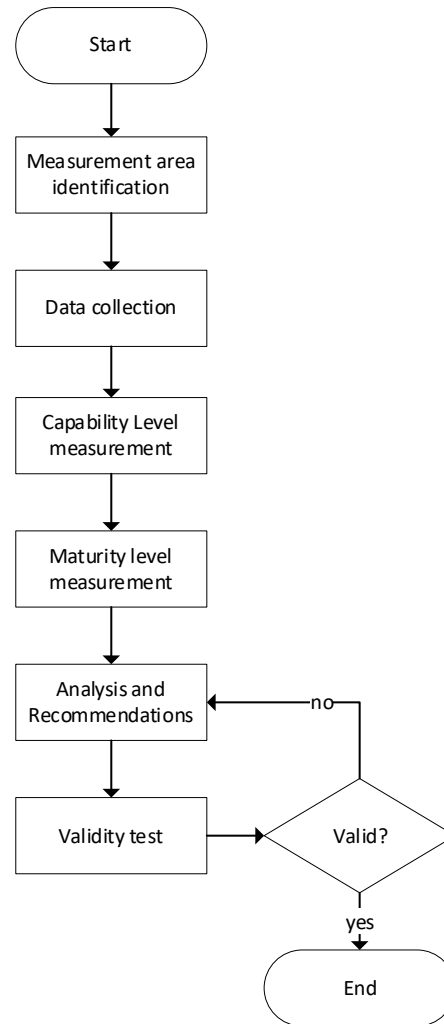 Start
Measurement area
identification
Data collection
Capability Level
measurement
Maturity level
measurement
Analysis and
Recommendations
no
Validity test
Valid?
yes
End